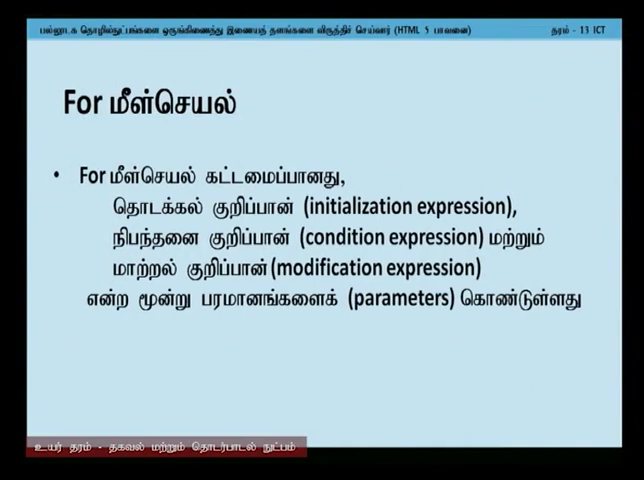 பல்லூடக தொழில்நுட்பங்களை ஒருங்கிணைத்து இணையத் தளங்களை விருத்திச் செய்வார் (HTML 5 பாவனை) தரம் - 13 ICT
For மீள்செயல்
• For மீள்செயல் கட்டமைப்பானது,
தொடக்கல் குறிப்பான் (initialization expression),
நிபந்தனை குறிப்பான் (condition expression) மற்றும்
மாற்றல் குறிப்பான்(modification expression)
என்ற மூன்று பரமானங்களைக் (parameters) கொண்டுள்ளது
உயர் தரம் - தகவல் மற்றும் தொடர்பாடல் நுட்பம்